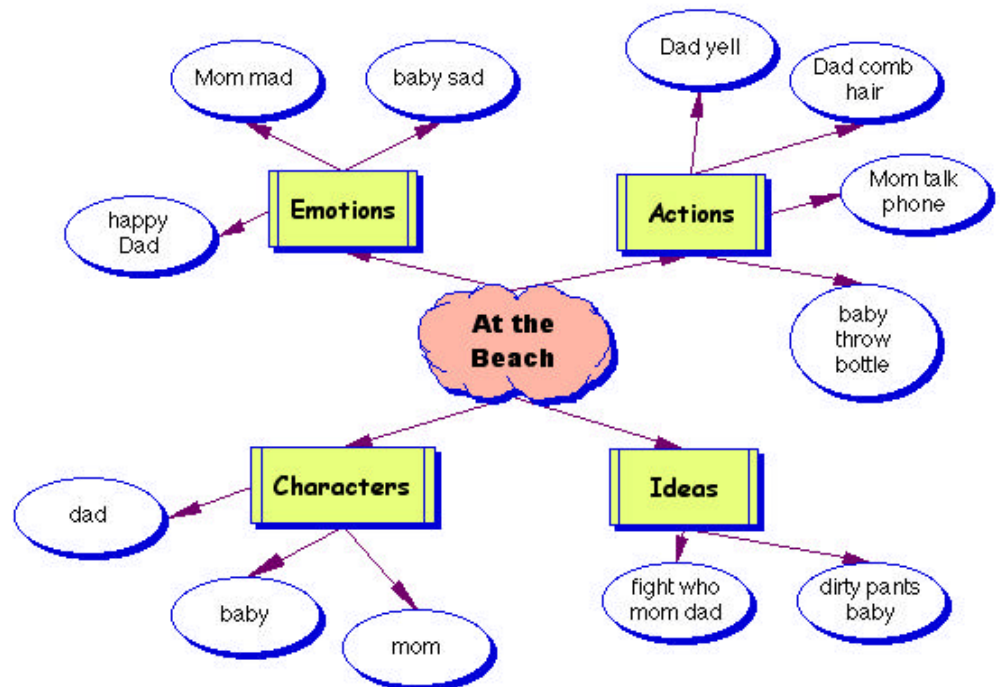 Dad yell
Mom mad
baby sad
Dad comb
hair
Emotions
Actions
Mom talk
phone
happy
Dad
At the
Beach
baby
throw
bottle
Characters
Ideas
dad
baby
mom
fight who
mom dad
dirty pants
baby